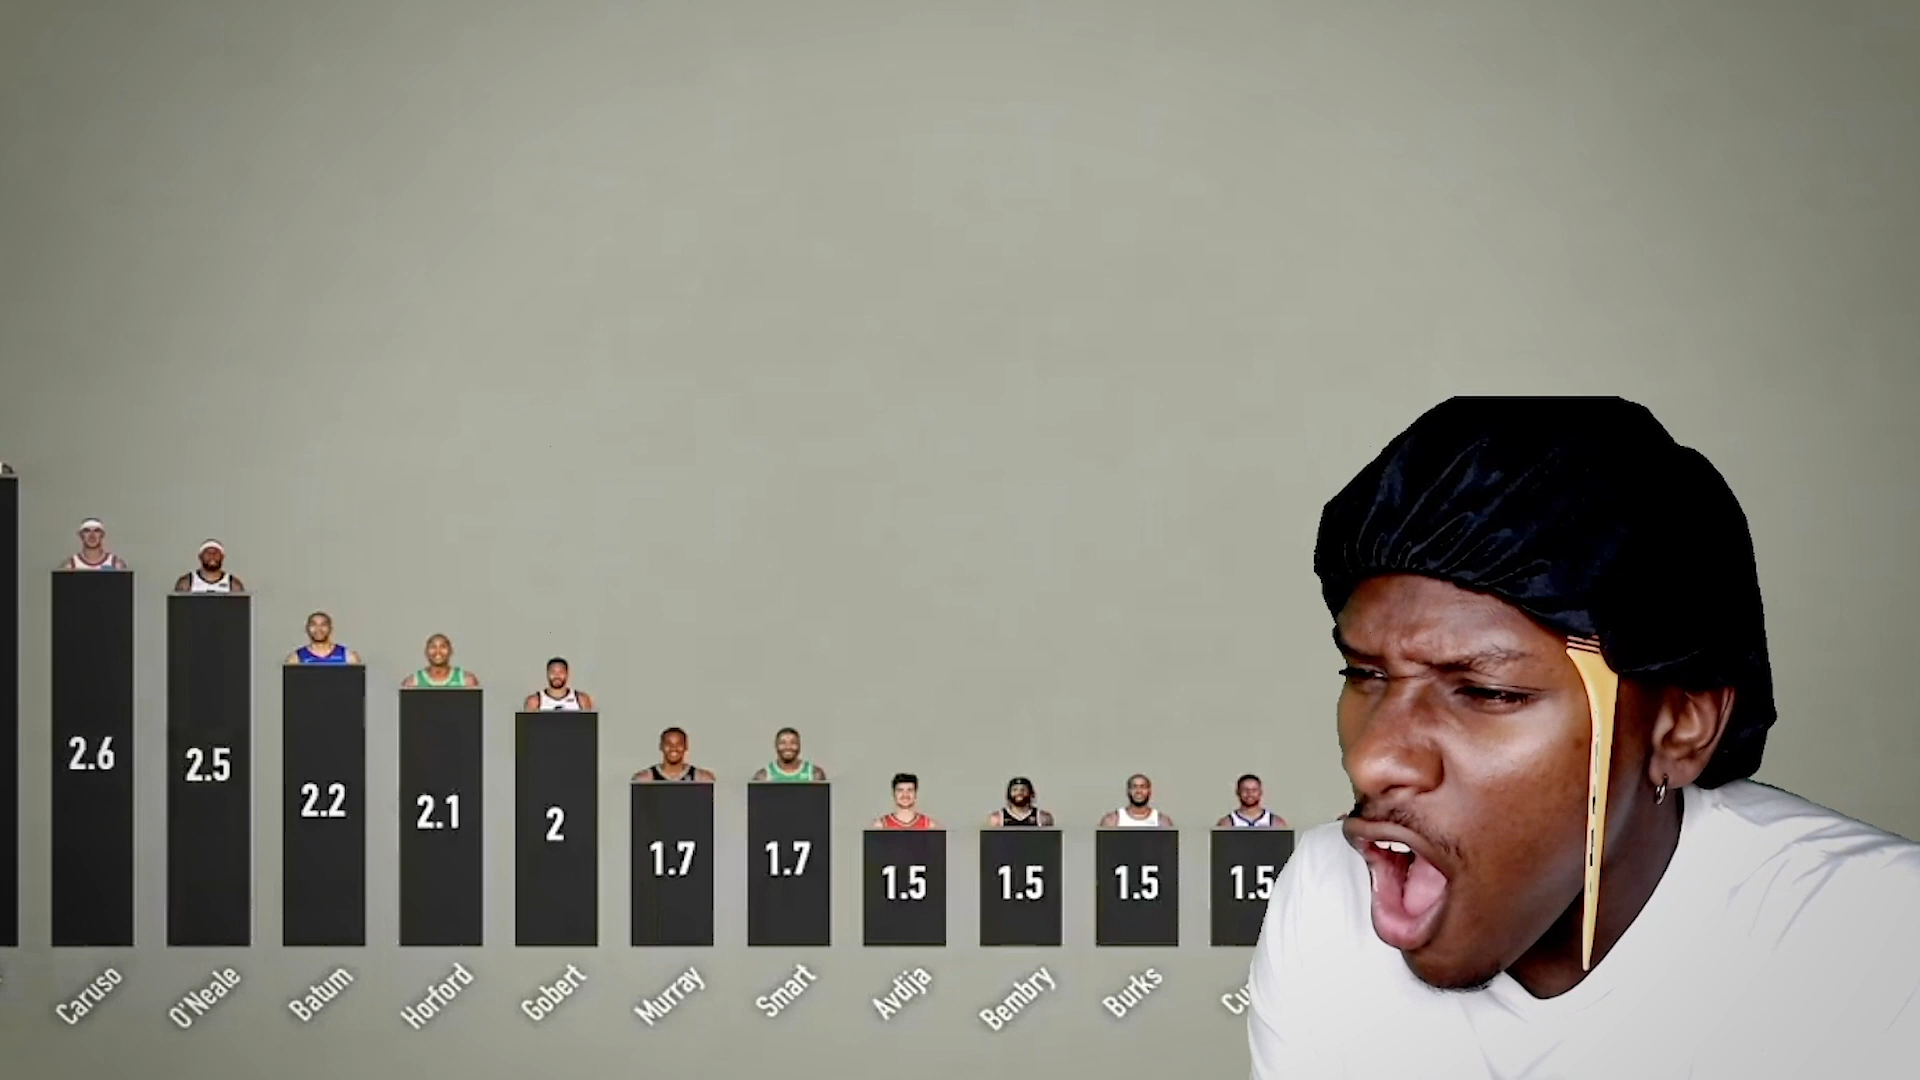 2.6
2.5
2.2
2.1
2
1.7
1.7
1.5
1.5
1.5
1.5
Caruso
O'Neale
Batum
Horford
Gobert
Murray
Smart
Avdija
Bembry
Burks